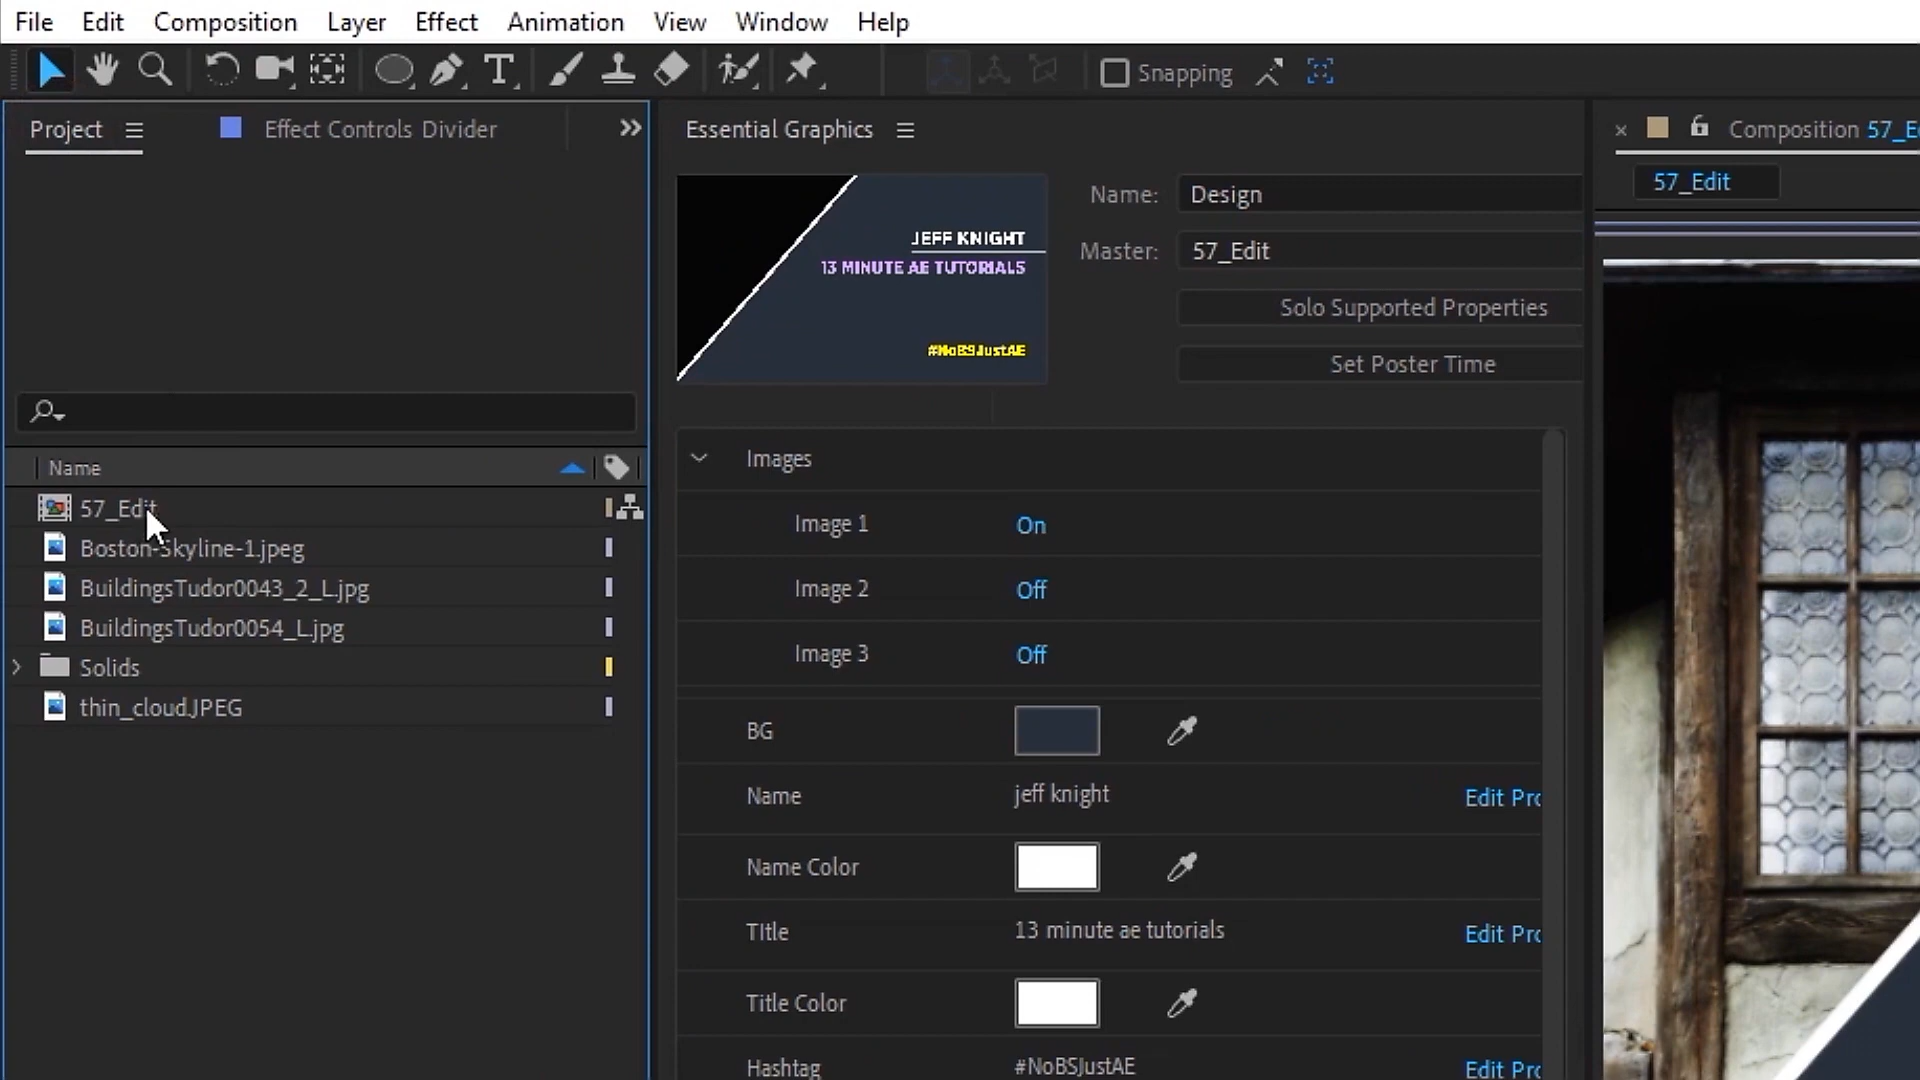 File Edit Composition Layer Effect Animation View Window Help
Snapping
Project
Effect Controls Divider
Essential Graphics
Composition 57_E
57_Edit
JEFF KNIGHT
13 MINUTE AE TUTORIALS
#NoBSJustAE
Name: Design
Master: 57_Edit
Solo Supported Properties
Set Poster Time
Name
57_Edit
Boston-Skyline-1.jpeg
BuildingsTudor0043_2_L.jpg
BuildingsTudor0054_L.jpg
Solids
thin_cloud.JPEG
Images
Image 1 On
Image 2 Off
Image 3 Off
BG
Name jeff knight Edit Pro
Name Color
TItle 13 minute ae tutorials Edit Pro
Title Color
Hashtag #NoBSJustAE Edit Pro